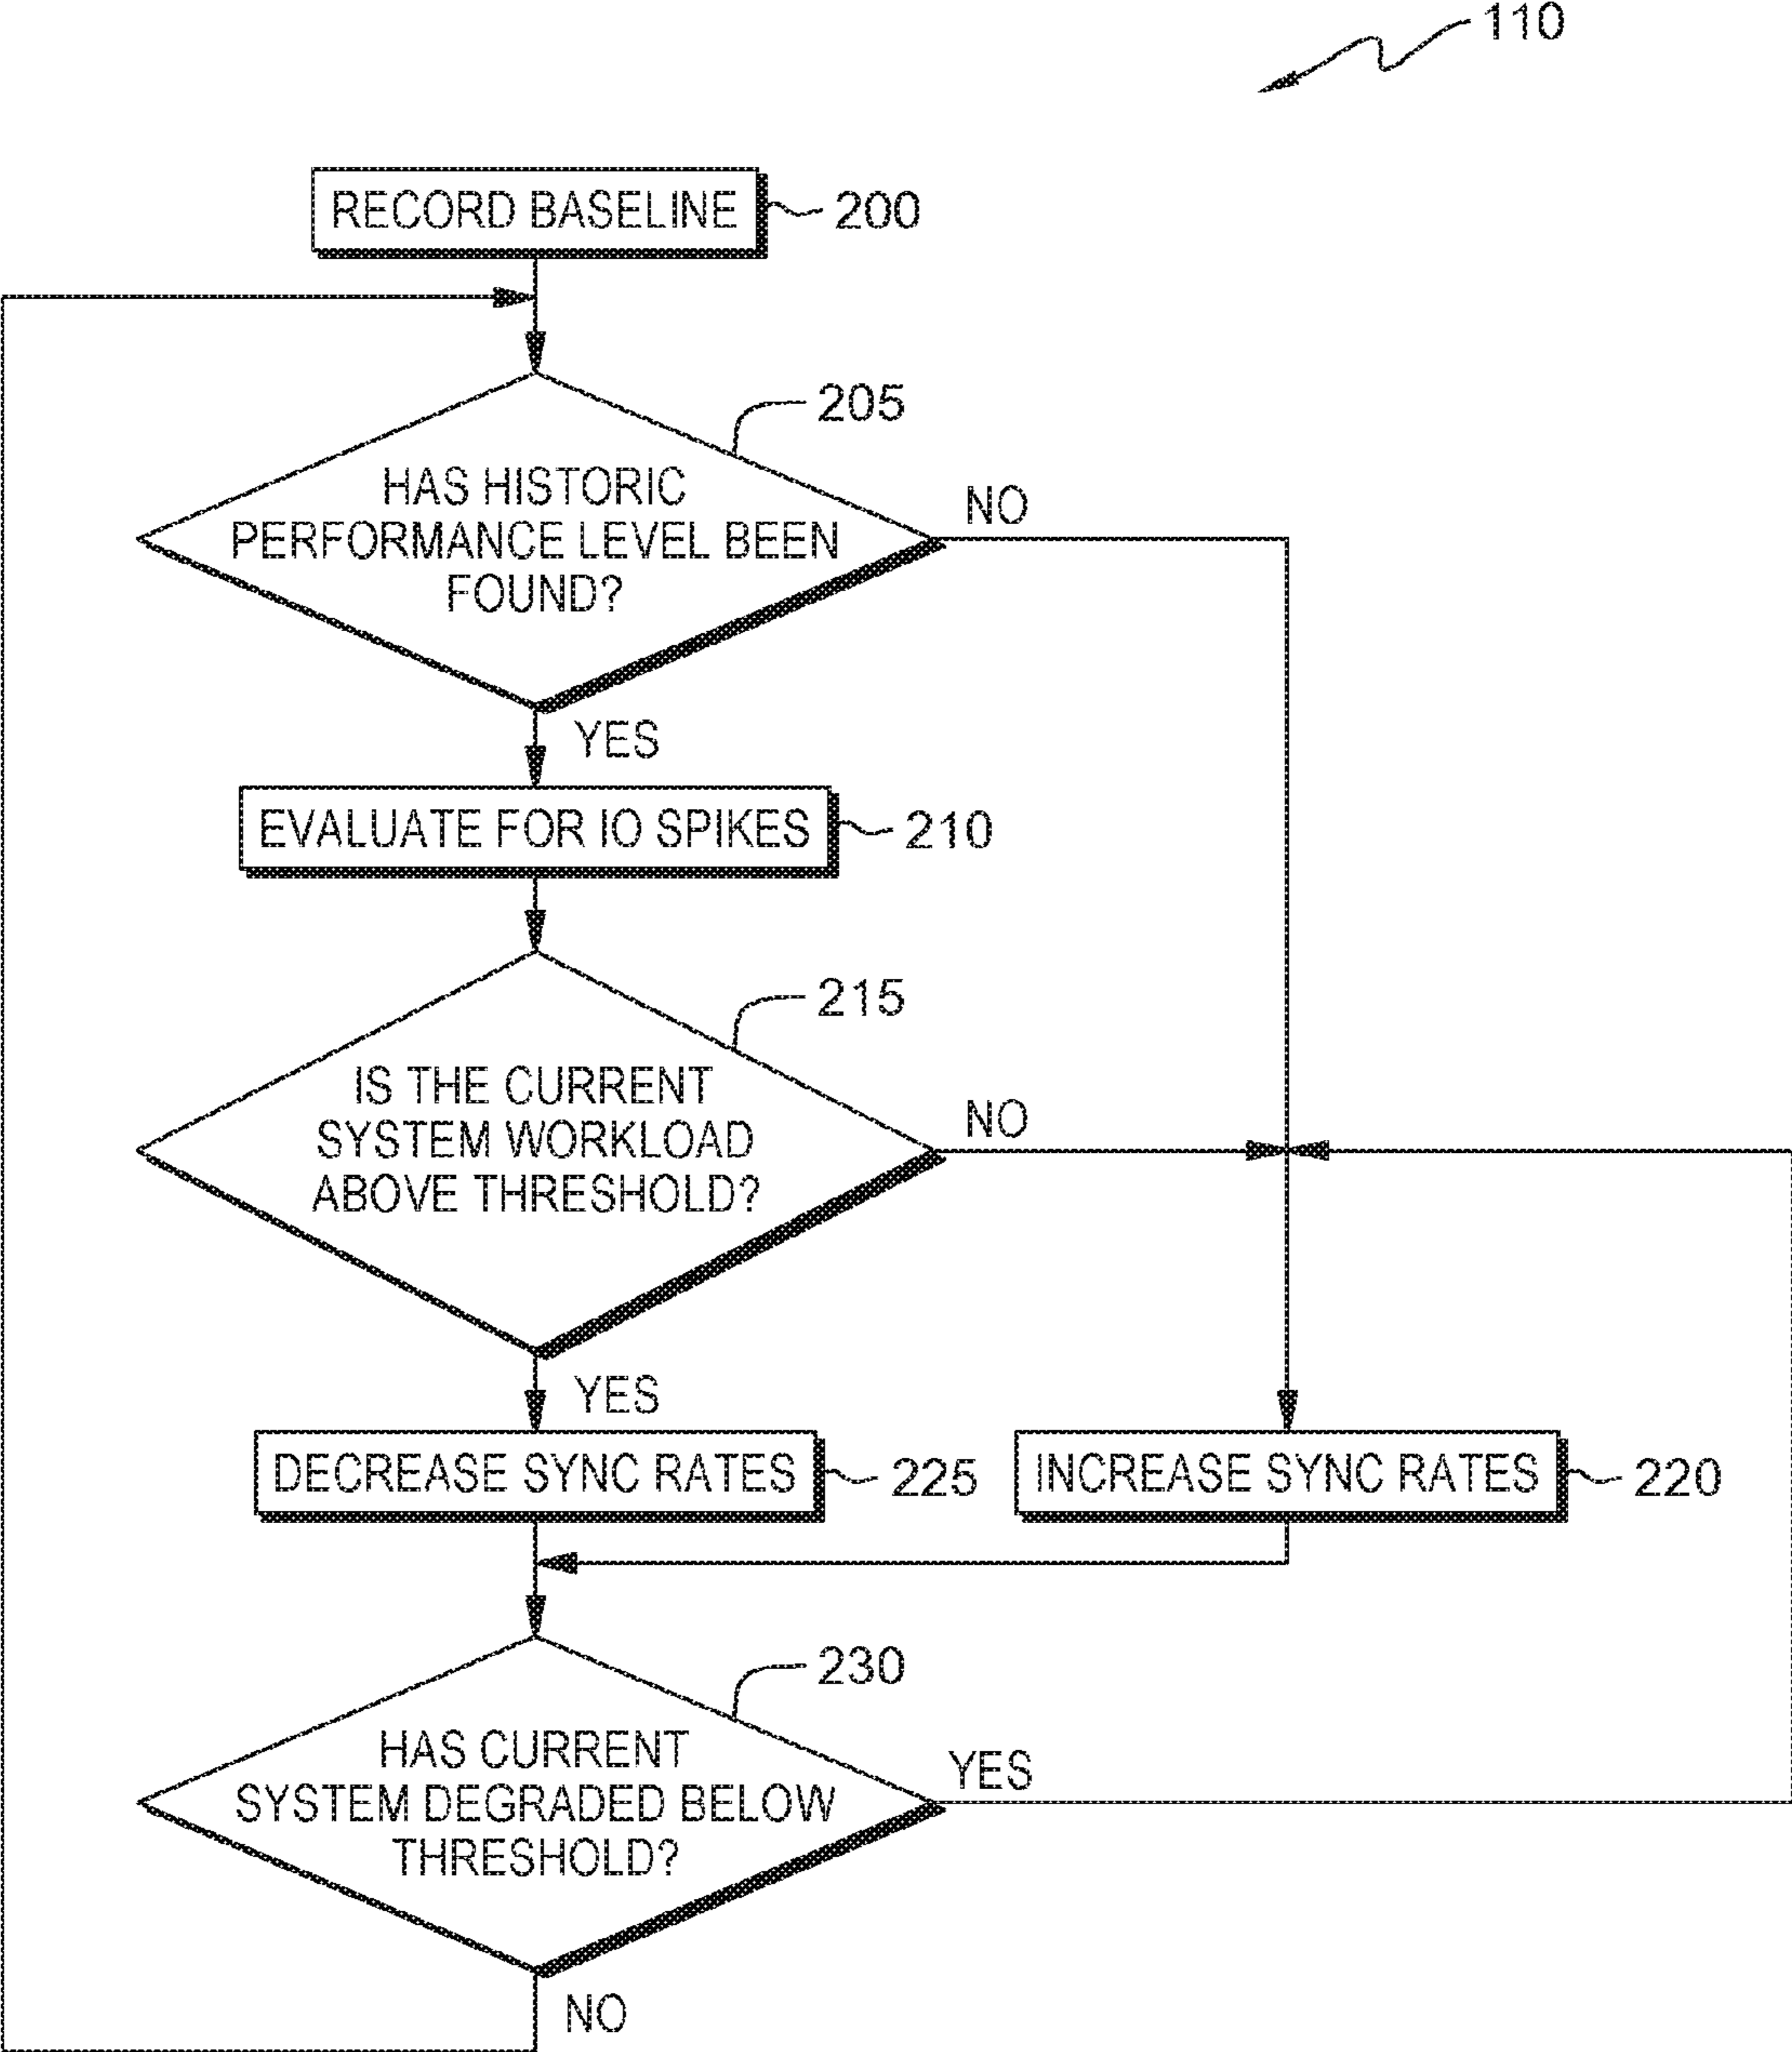 110
RECORD BASELINE
200
205
HAS HISTORIC
PERFORMANCE LEVEL BEEN
FOUND?
NO
YES
EVALUATE FOR IO SPIKES
210
215
IS THE CURRENT
SYSTEM WORKLOAD
ABOVE THRESHOLD?
NO
YES
DECREASE SYNC RATES
225
INCREASE SYNC RATES
220
230
HAS CURRENT
SYSTEM DEGRADED BELOW
THRESHOLD?
YES
NO